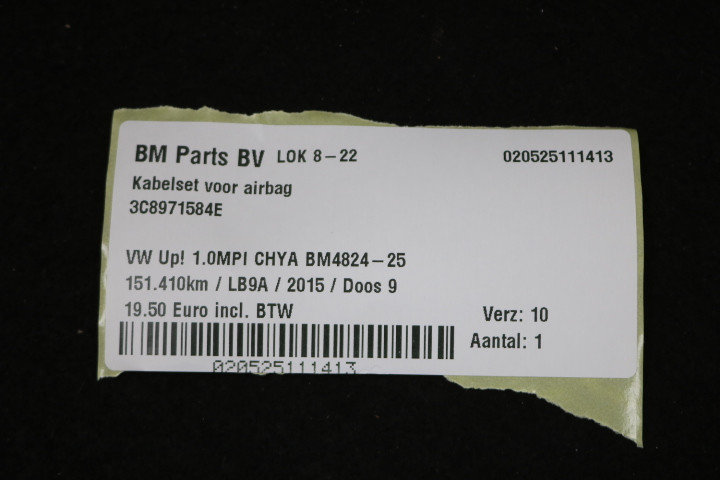 BM Parts BV LOK 8-22 020525111413
Kabelset voor airbag
3C8971584E
VW Up! 1.0MPI CHYA BM4824-25
151.410km / LB9A / 2015 / Doos 9
19.50 Euro incl. BTW Verz: 10
Aantal: 1
020525111413